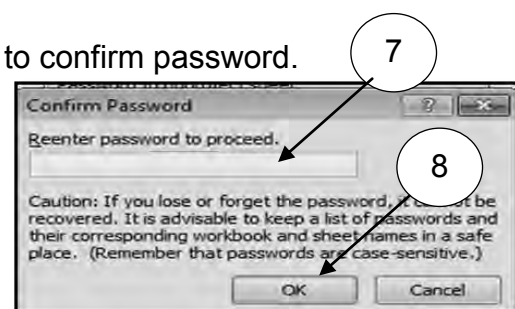 to confirm password.
7
Confirm Password
Reenter password to proceed.
8
Caution: If you lose or forget the password, it cannot be
recovered. It is advisable to keep a list of passwords and
their corresponding workbook and sheet names in a safe
place. (Remember that passwords are case-sensitive.)
OK
Cancel